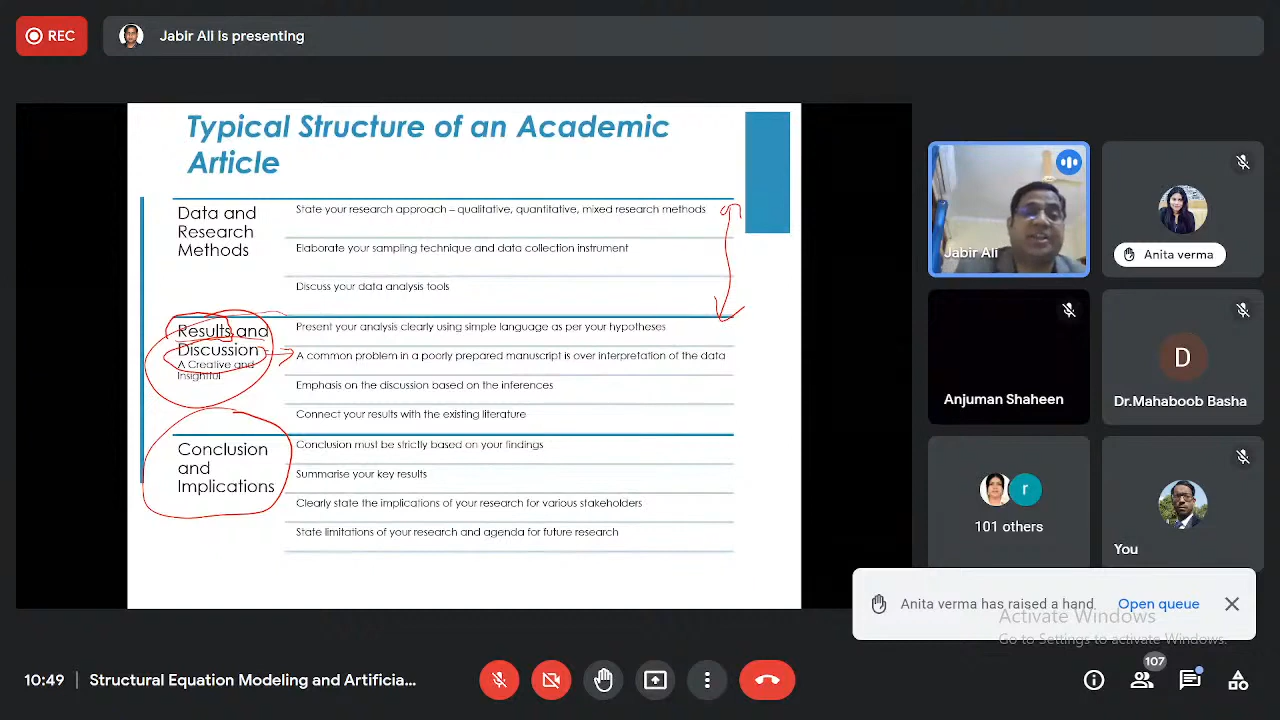 REC
Jabir Ali is presenting
Typical Structure of an Academic
Article
Data and
Research
Methods
State your research approach – qualitative, quantitative, mixed research methods
Elaborate your sampling technique and data collection instrument
Discuss your data analysis tools
Results and
Discussion
A Creative and
Insightful
Present your analysis clearly using simple language as per your hypotheses
A common problem in a poorly prepared manuscript is over interpretation of the data
Emphasis on the discussion based on the inferences
Connect your results with the existing literature
Conclusion
and
Implications
Conclusion must be strictly based on your findings
Summarise your key results
Clearly state the implications of your research for various stakeholders
State limitations of your research and agenda for future research
Jabir Ali
Anita verma
Anjuman Shaheen
D
Dr.Mahaboob Basha
r
101 others
You
Anita verma has raised a hand
Open queue
Activate Windows
Go to Settings to activate Windows.
10:49
Structural Equation Modeling and Artificia...
107